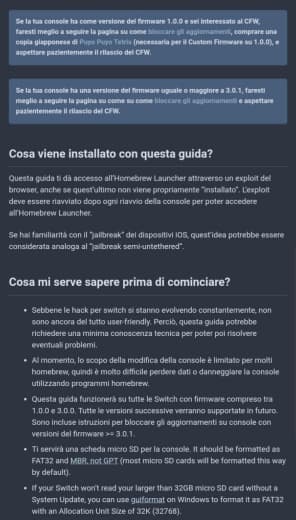 Se la tua console ha come versione del firmware 1.0.0 e sei interessato al CFW,
faresti meglio a seguire la pagina su come bloccare gli aggiornamenti, comprare una
copia giapponese di Puyo Puyo Tetris (necessaria per il Custom Firmware su 1.0.0), e
aspettare pazientemente il rilascio del CFW.
Se la tua console ha una versione del firmware uguale o maggiore a 3.0.1, faresti
meglio a seguire la pagina su come su come bloccare gli aggiornamenti e aspettare
pazientemente il rilascio del CFW.
Cosa viene installato con questa guida?
Questa guida ti dà accesso all'Homebrew Launcher attraverso un exploit del
browser, anche se quest'ultimo non viene propriamente "installato". L'exploit
deve essere riavviato dopo ogni riavvio della console per poter accedere
all'Homebrew Launcher.
Se hai familiarità con il "jailbreak" dei dispositivi iOS, quest'idea potrebbe essere
considerata analoga al "jailbreak semi-untethered".
Cosa mi serve sapere prima di cominciare?
• Sebbene le hack per switch si stanno evolvendo constantemente, non
sono ancora del tutto user-friendly. Perciò, questa guida potrebbe
richiedere una minima conoscenza tecnica per poter poi risolvere
eventuali problemi.
• Al momento, lo scopo della modifica della console è limitato per molti
homebrew, quindi è molto difficile perdere dati o danneggiare la console
utilizzando programmi homebrew.
• Questa guida funzionerà su tutte le Switch con firmware compreso tra
1.0.0 e 3.0.0. Tutte le versioni successive verranno supportate in futuro.
Sono incluse istruzioni per bloccare gli aggiornamenti su console con
versioni del firmware >= 3.0.1.
• Ti servirà una scheda micro SD per la console. It should be formatted as
FAT32 and MBR, not GPT (most micro SD cards will be formatted this way
by default).
• If your Switch won't read your larger than 32GB micro SD card without a
System Update, you can use guiformat on Windows to format it as FAT32
with an Allocation Unit Size of 32K (32768).